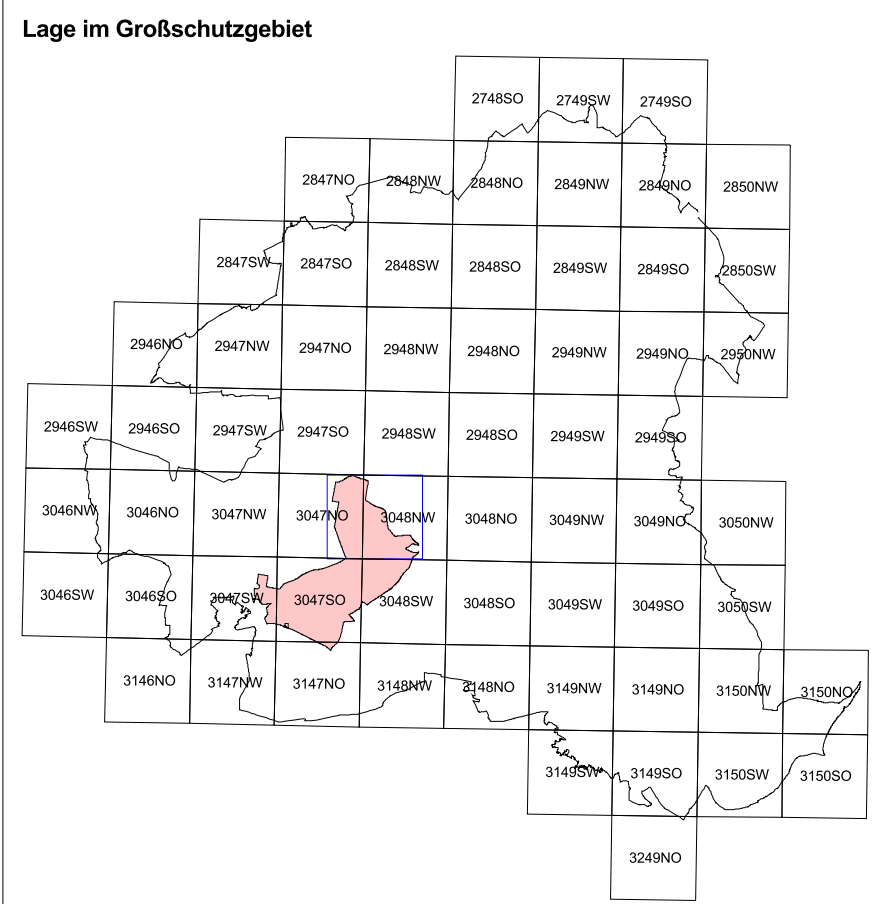 Lage im Großschutzgebiet
2748SO 2749SW 2749SO
2847NO 2848NW 2848NO 2849NW 2849NO 2850NW
2847SW 2847SO 2848SW 2848SO 2849SW 2849SO 2850SW
2946NO 2947NW 2947NO 2948NW 2948NO 2949NW 2949NO 2950NW
2946SW 2946SO 2947SW 2947SO 2948SW 2948SO 2949SW 2949SO
3046NW 3046NO 3047NW 3047NO 3048NW 3048NO 3049NW 3049NO 3050NW
3046SW 3046SO 3047SW 3047SO 3048SW 3048SO 3049SW 3049SO 3050SW
3146NO 3147NW 3147NO 3148NW 3148NO 3149NW 3149NO 3150NW 3150NO
3149SW 3149SO 3150SW 3150SO
3249NO